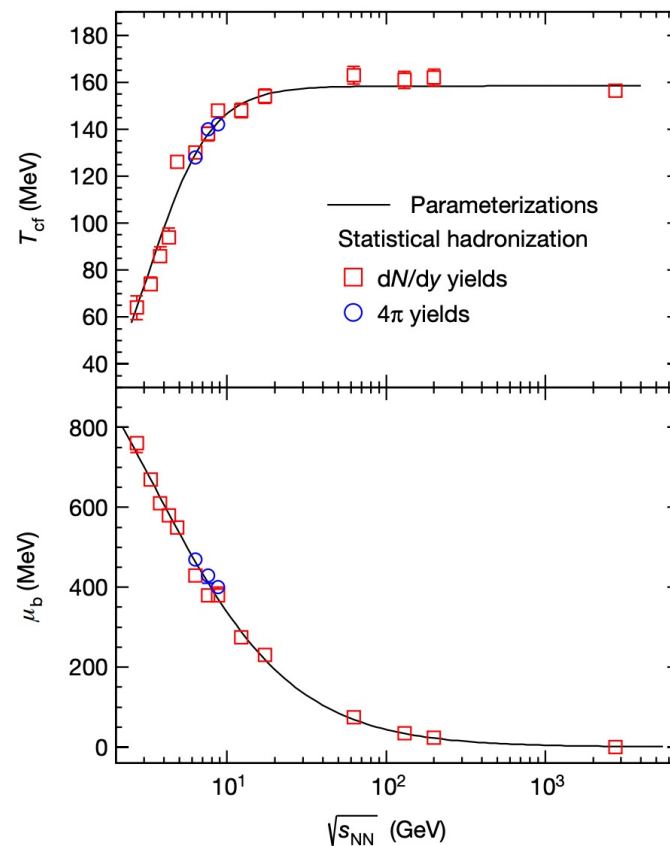 180
160
140
120
100
80
60
40
T_cf (MeV)
Parameterizations
Statistical hadronization
dN/dy yields
4π yields
800
600
400
200
0
μ_b (MeV)
10¹
10²
10³
√s_NN (GeV)